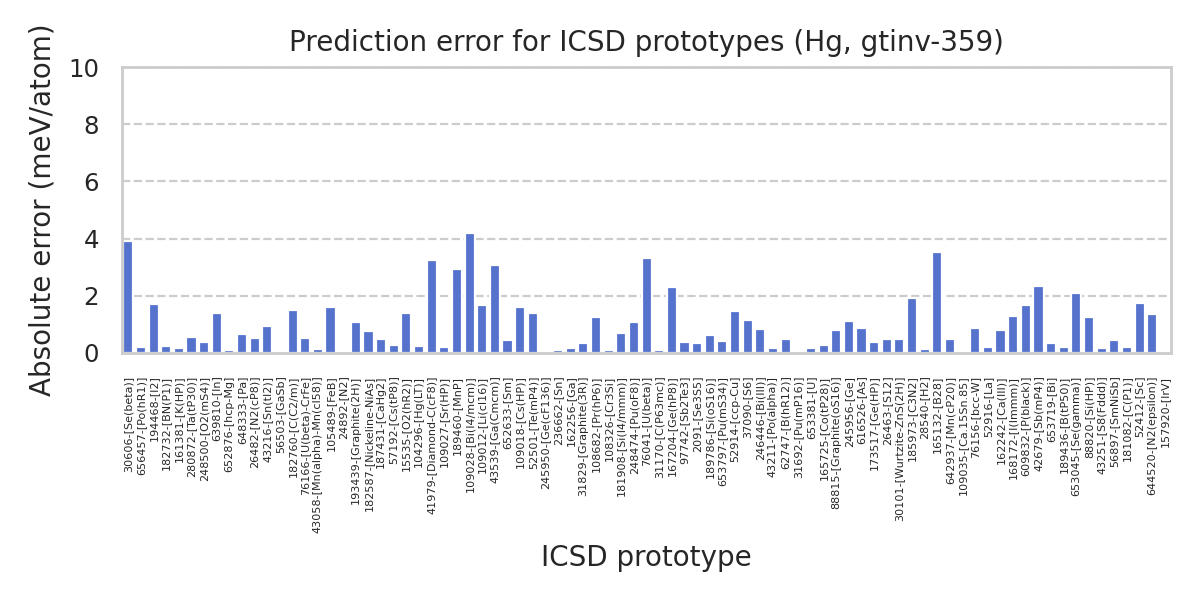 Prediction error for ICSD prototypes (Hg, gtinv-359)
Absolute error (meV/atom)
10
8
6
4
2
0
30606-[Se(beta)]
656457-[Po(hR1)]
194468-[I2]
182732-[BN(P1)]
161381-[K(HP)]
280872-[Ta(tP30)]
248500-[O2(mS4)]
639810-[In]
652876-[hcp-Mg]
648333-[Pa]
26482-[N2(cP8)]
43216-[Sn(tI2)]
56503-[GaSb]
182760-[C(C2/m)]
76166-[U(beta)-CrFe]
43058-[Mn(alpha)-Mn(cI58)]
105489-[FeB]
24892-[N2]
193439-[Graphite(2H)]
182587-[Nickeline-NiAs]
187431-[CaHg2]
57192-[Cs(tP8)]
15535-[O2(hR2)]
104296-[Hg(LT)]
109027-[Sr(HP)]
41979-[Diamond-C(cF8)]
189460-[MnP]
109028-[Bi(I4/mcm)]
109012-[Li(cI16)]
43539-[Ga(Cmcm)]
652633-[Sm]
109018-[Cs(HP)]
52501-[Te(mP4)]
245950-[Ge(cF136)]
236662-[Sn]
162256-[Ga]
31829-[Graphite(3R)]
108682-[Pr(hP6)]
108326-[Cr3Si]
181908-[Si(I4/mmm)]
248474-[Pu(oF8)]
76041-[U(beta)]
31170-[C(P63mc)]
167204-[Ge(hP8)]
97742-[Sb2Te3]
2091-[Se3S5]
189786-[Si(oS16)]
653797-[Pu(mS34)]
52914-[ccp-Cu]
37090-[S6]
246446-[Bi(III)]
43211-[Po(alpha)]
62747-[B(hR12)]
31692-[Pu(mP16)]
653381-[U]
165725-[Co(tP28)]
88815-[Graphite(oS16)]
245956-[Ge]
616526-[As]
173517-[Ge(HP)]
26463-[S12]
30101-[Wurtzite-ZnS(2H)]
185973-[C3N2]
28540-[H2]
165132-[B28]
642937-[Mn(cP20)]
109035-[Ca.15Sn.85]
76156-[bcc-W]
52916-[La]
162242-[Ca(III)]
168172-[I(Immm)]
609832-[P(black)]
42679-[Sb(mP4)]
653719-[Bi]
189436-[B(tP50)]
653045-[Se(gamma)]
88820-[Si(HP)]
43251-[S8(Fddd)]
56897-[SmNiSb]
181082-[C(P1)]
52412-[Sc]
644520-[N2(epsilon)]
157920-[IrV]
ICSD prototype